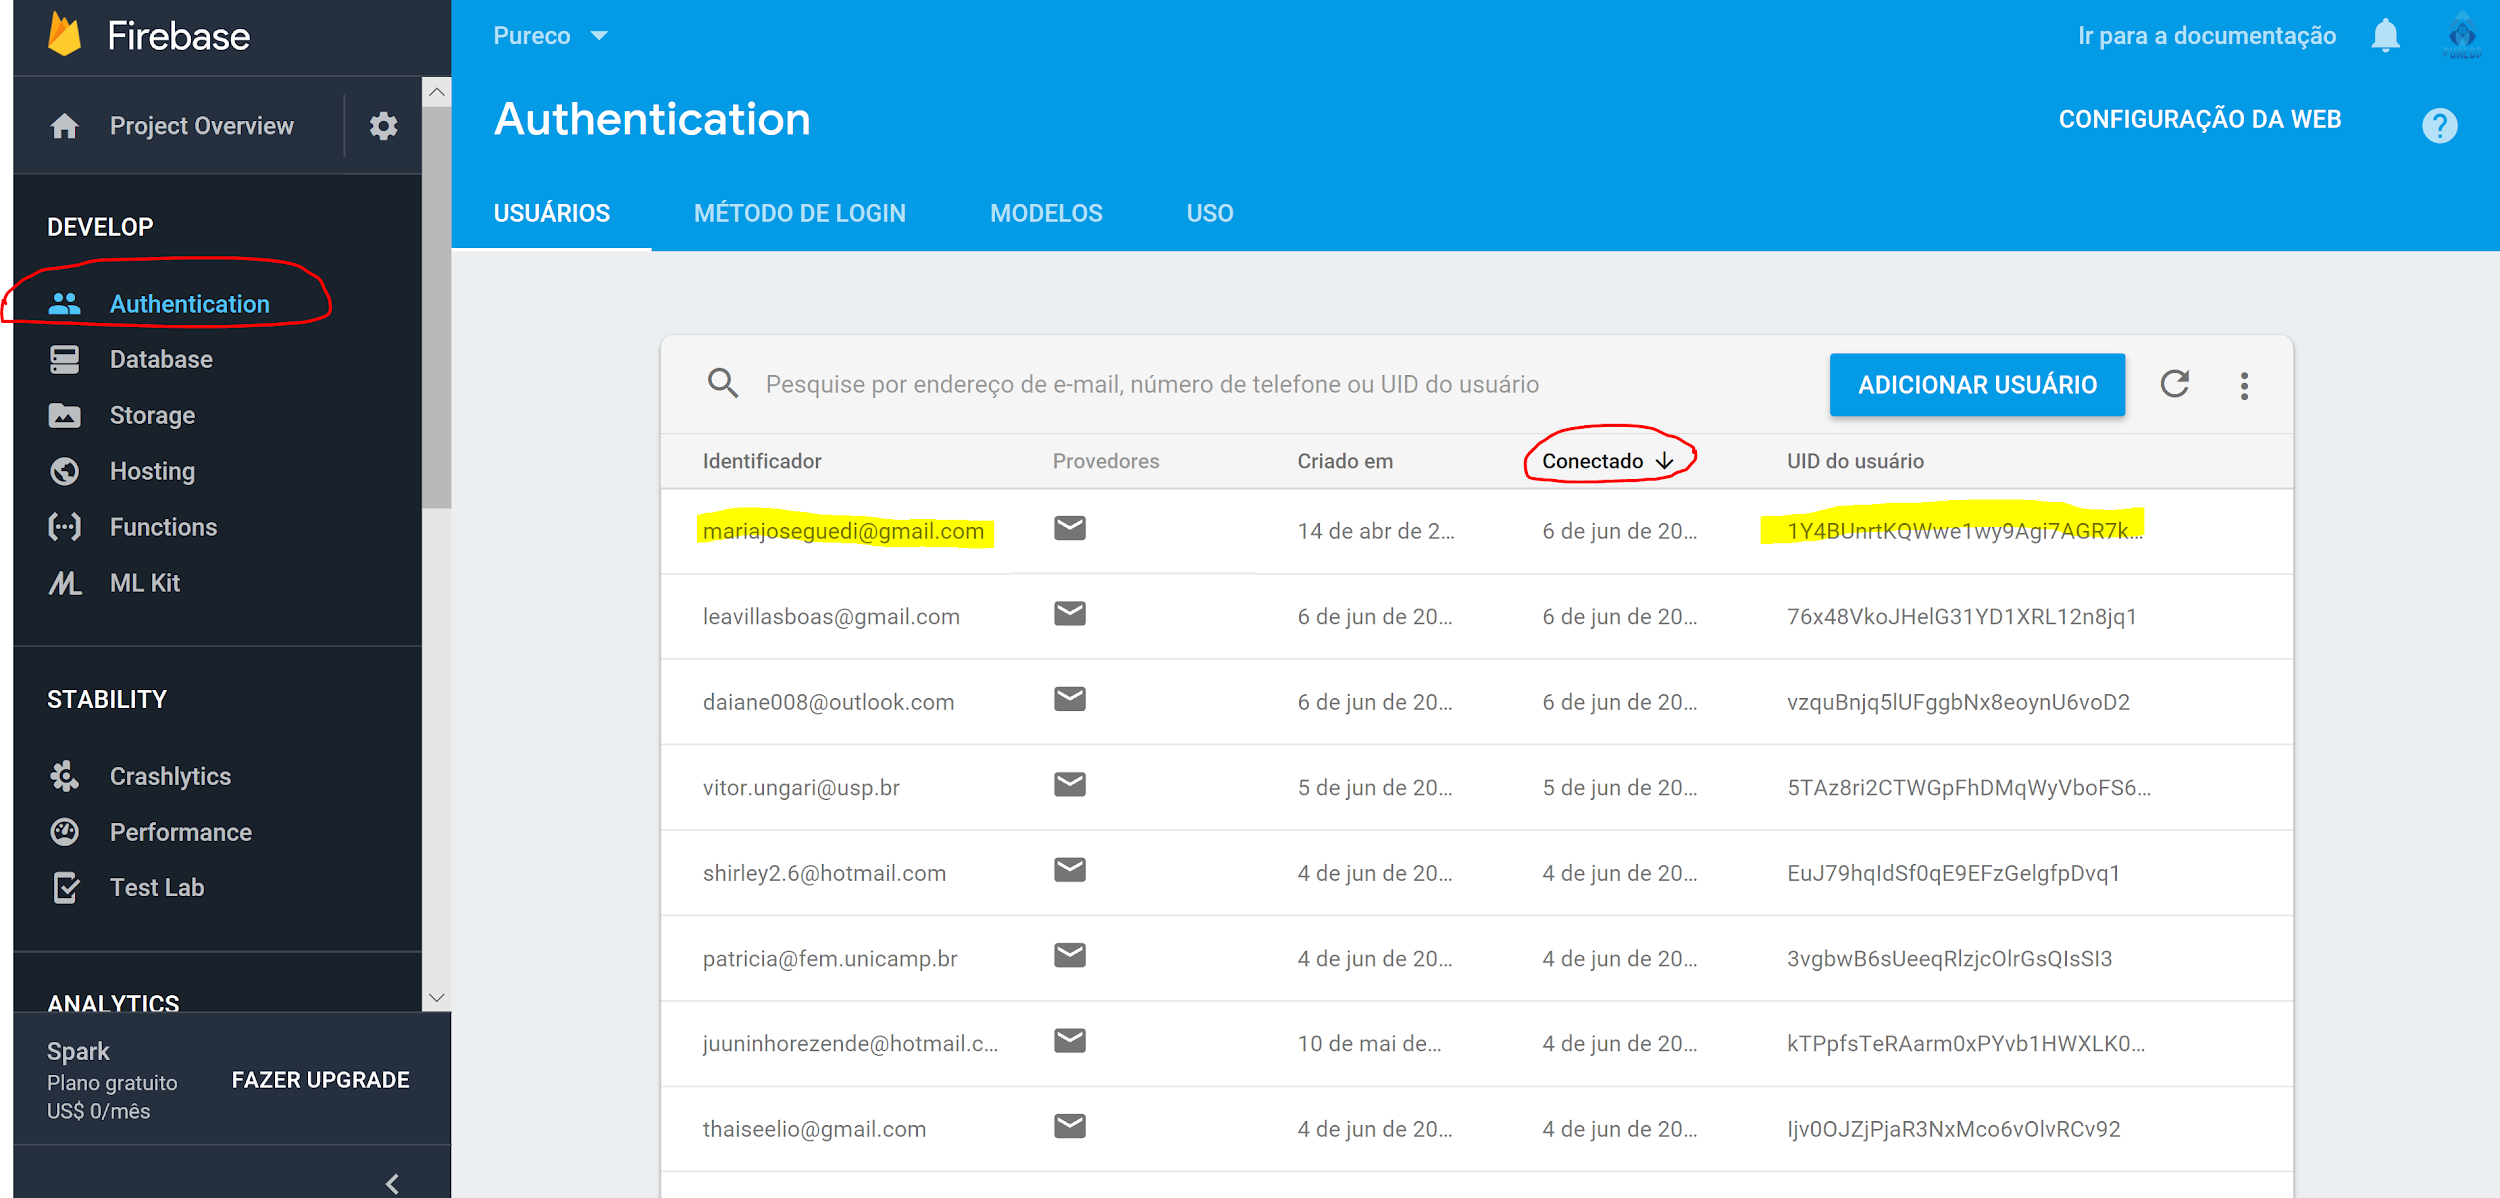 Firebase
Project Overview
DEVELOP
Authentication
Database
Storage
Hosting
Functions
ML Kit
STABILITY
Crashlytics
Performance
Test Lab
ANALYTICS
Spark
Plano gratuito
US$ 0/mês
FAZER UPGRADE
Pureco
Ir para a documentação
PURECO
Authentication
CONFIGURAÇÃO DA WEB
USUÁRIOS MÉTODO DE LOGIN MODELOS USO
Pesquise por endereço de e-mail, número de telefone ou UID do usuário
ADICIONAR USUÁRIO
Identificador Provedores Criado em Conectado UID do usuário
mariajoseguedi@gmail.com 14 de abr de 2... 6 de jun de 20... 1Y4BUnrtKQWwe1wy9Agi7AGR7k...
leavillasboas@gmail.com 6 de jun de 20... 6 de jun de 20... 76x48VkoJHelG31YD1XRL12n8jq1
daiane008@outlook.com 6 de jun de 20... 6 de jun de 20... vzquBnjq5lUFggbNx8eoynU6voD2
vitor.ungari@usp.br 5 de jun de 20... 5 de jun de 20... 5TAz8ri2CTWGpFhDMqWyVboFS6...
shirley2.6@hotmail.com 4 de jun de 20... 4 de jun de 20... EuJ79hqIdSf0qE9EFzGelgfpDvq1
patricia@fem.unicamp.br 4 de jun de 20... 4 de jun de 20... 3vgbwB6sUeeqRlzjcOlrGsQIsSI3
juuninhorezende@hotmail.c... 10 de mai de... 4 de jun de 20... kTPpfsTeRAarm0xPYvb1HWXLK0...
thaiseelio@gmail.com 4 de jun de 20... 4 de jun de 20... Ijv0OJZjPjaR3NxMco6vOlvRCv92